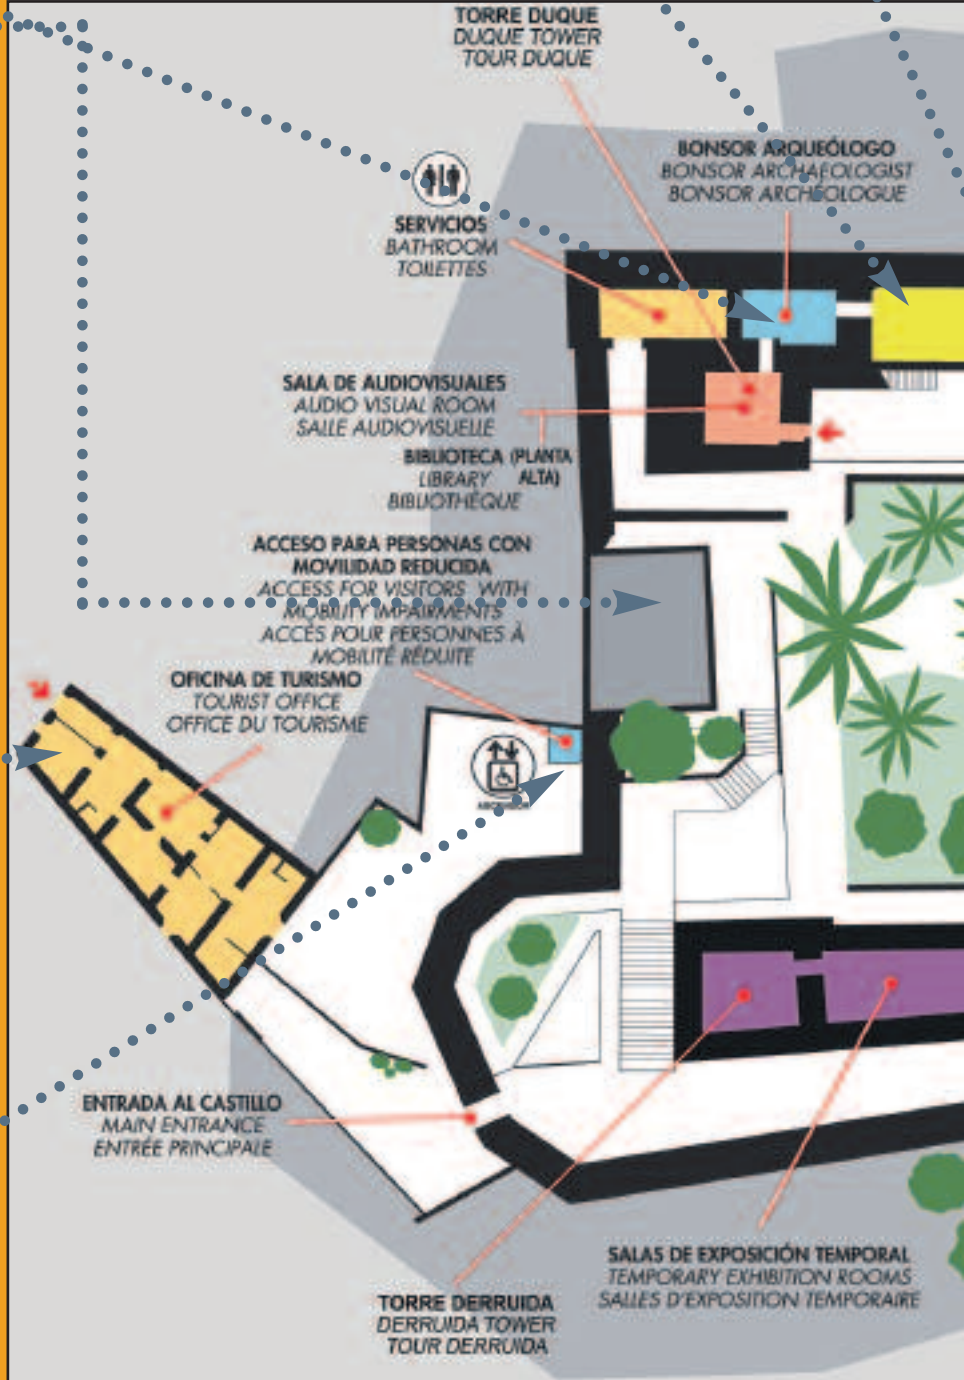 TORRE DUQUE
DUQUE TOWER
TOUR DUQUE
BONSOR ARQUEÓLOGO
BONSOR ARCHAEOLOGIST
BONSOR ARCHÉOLOGUE
SERVICIOS
BATHROOM
TOILETTES
SALA DE AUDIOVISUALES
AUDIO VISUAL ROOM
SALLE AUDIOVISUELLE
BIBLIOTECA (PLANTA
LIBRARY ALTA)
BIBLIOTHÈQUE
ACCESO PARA PERSONAS CON
MOVILIDAD REDUCIDA
ACCESS FOR VISITORS WITH
MOBILITY IMPAIRMENTS
ACCÈS POUR PERSONNES À
MOBILITÉ RÉDUITE
OFICINA DE TURISMO
TOURIST OFFICE
OFFICE DU TOURISME
ASCENSOR
ENTRADA AL CASTILLO
MAIN ENTRANCE
ENTRÉE PRINCIPALE
SALAS DE EXPOSICIÓN TEMPORAL
TEMPORARY EXHIBITION ROOMS
SALLES D'EXPOSITION TEMPORAIRE
TORRE DERRUIDA
DERRUIDA TOWER
TOUR DERRUIDA